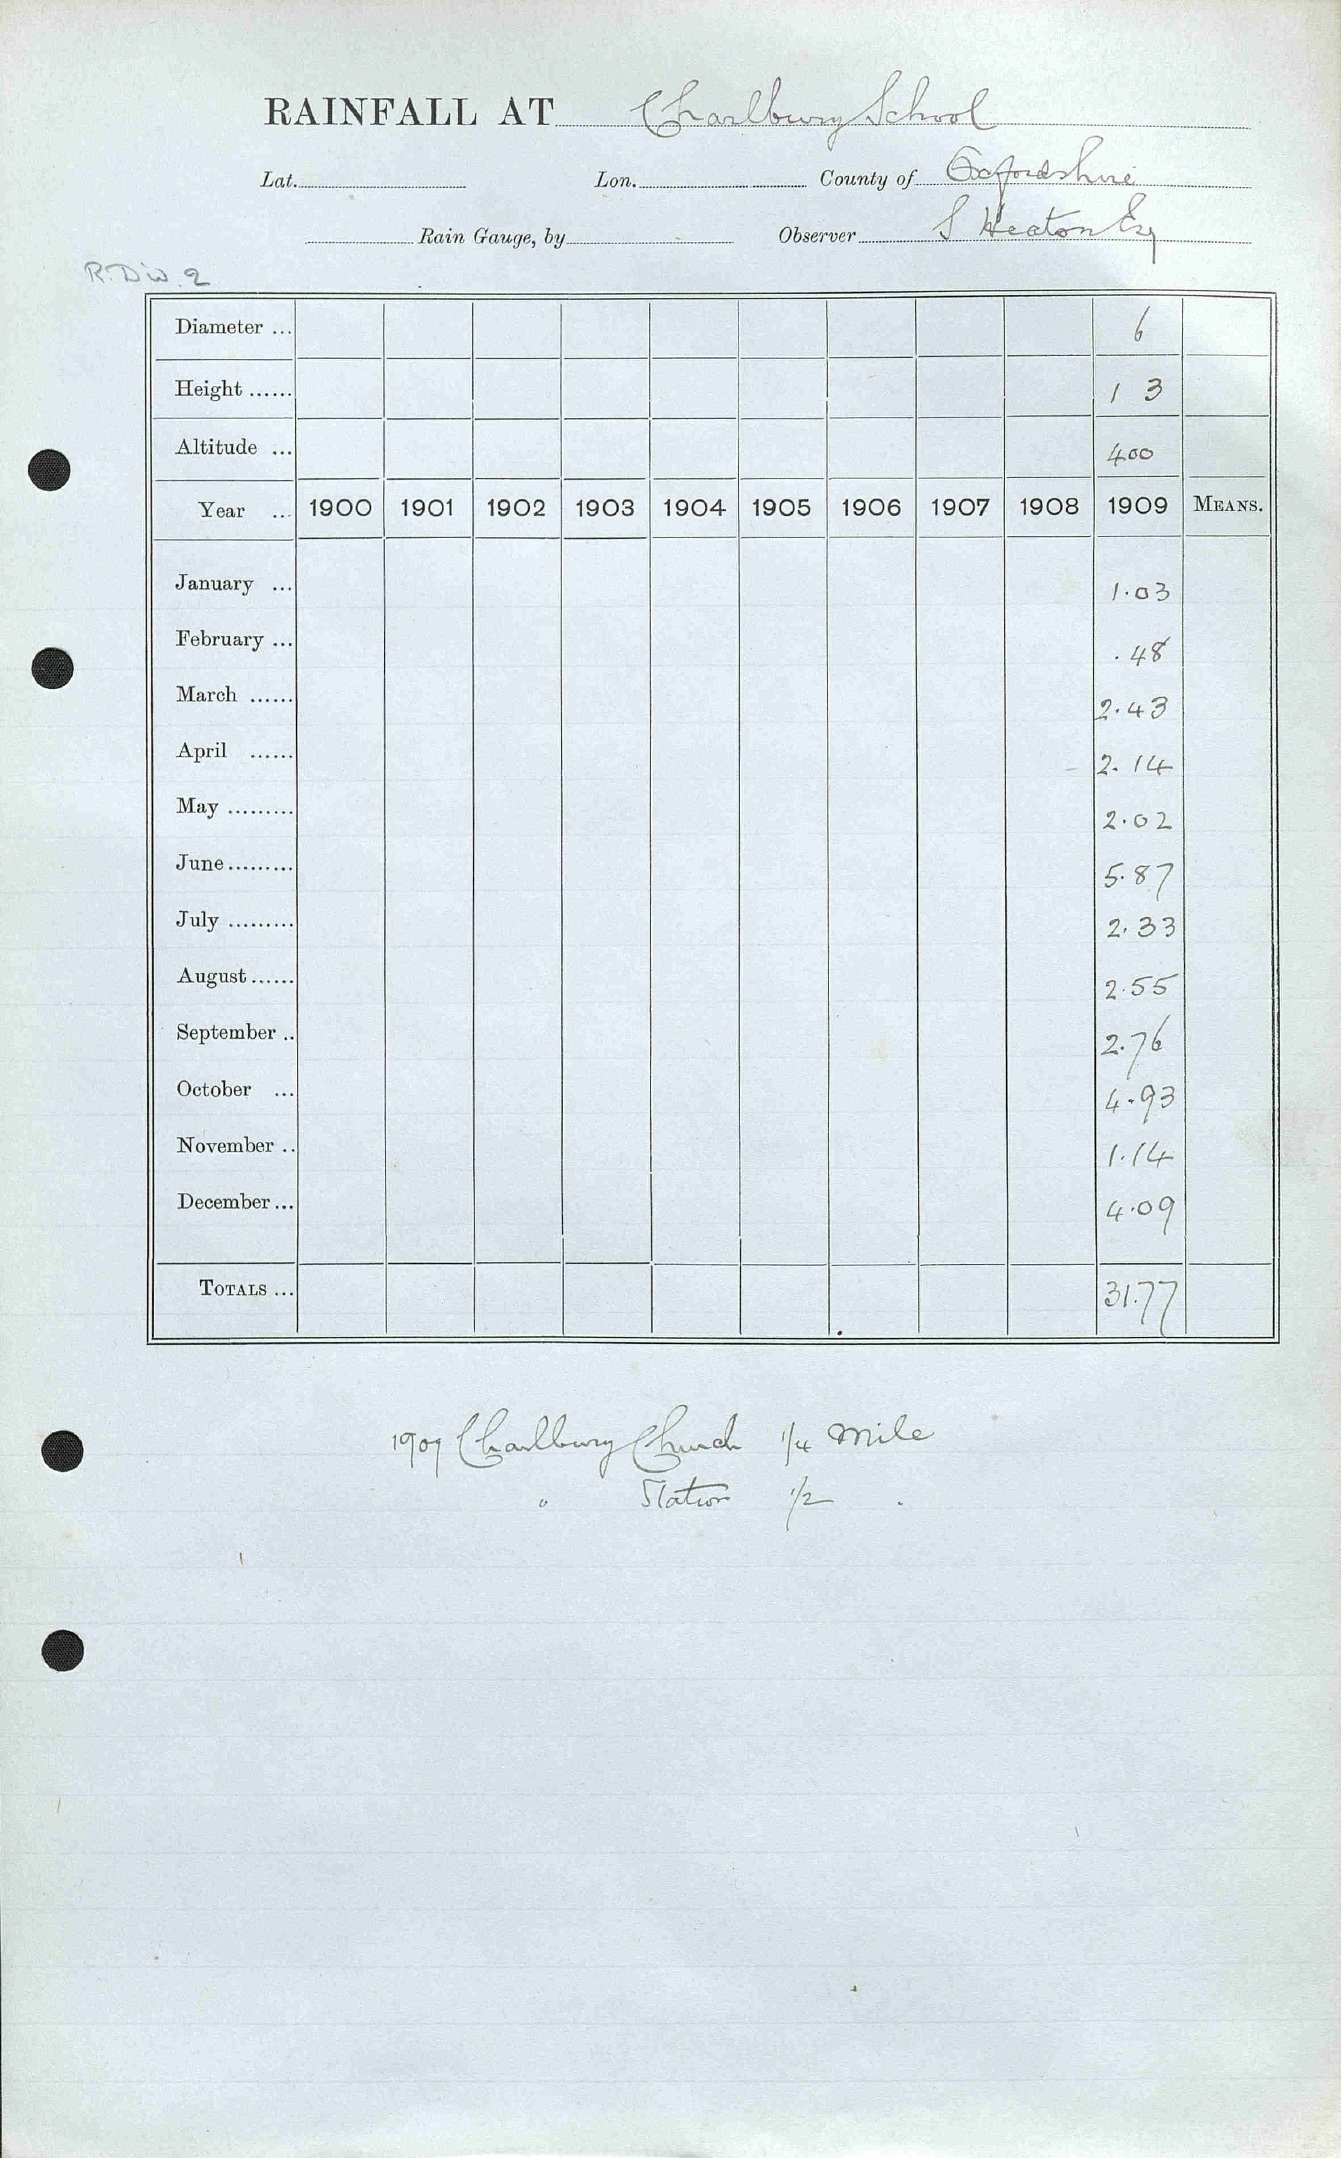 RAINFALL AT Charlbury School
Lat. Lon. County of Oxfordshire
Rain Gauge, by Observer S Heaton Esq
R. Div. 2
Diameter ... 6
Height ...... 1 3
Altitude ... 400
Year ... 1900 1901 1902 1903 1904 1905 1906 1907 1908 1909 MEANS.
January ... 1.03
February ... .48
March ...... 2.43
April ...... 2.14
May ......... 2.02
June ......... 5.87
July ......... 2.33
August ...... 2.55
September .. 2.76
October ... 4.93
November .. 1.14
December ... 4.09
TOTALS ... 31.77
1909 Charlbury Church 1/4 mile
" Station 1/2 "